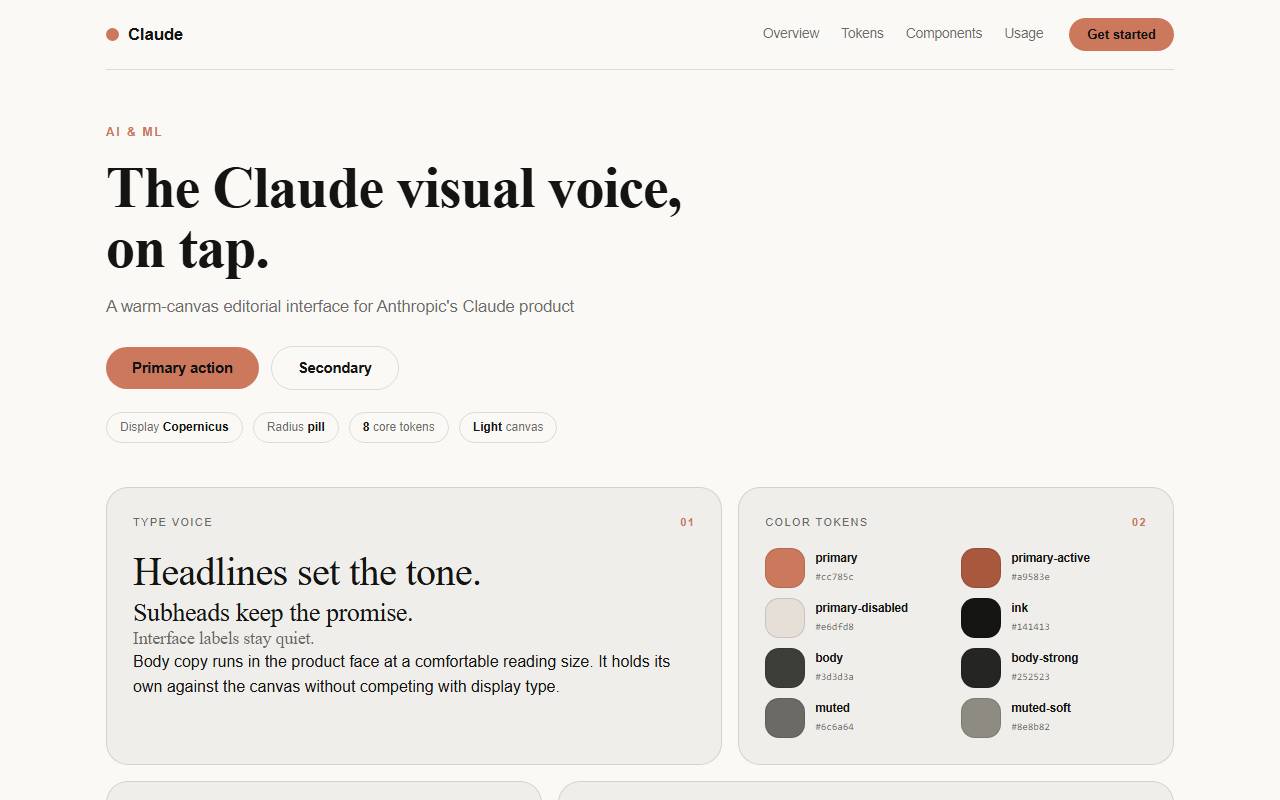 Claude
Overview
Tokens
Components
Usage
Get started
AI & ML
The Claude visual voice,
on tap.
A warm-canvas editorial interface for Anthropic's Claude product
Primary action
Secondary
Display Copernicus
Radius pill
8 core tokens
Light canvas
TYPE VOICE
01
Headlines set the tone.
Subheads keep the promise.
Interface labels stay quiet.
Body copy runs in the product face at a comfortable reading size. It holds its
own against the canvas without competing with display type.
COLOR TOKENS
02
primary
#cc785c
primary-active
#a9583e
primary-disabled
#e6dfd8
ink
#141413
body
#3d3d3a
body-strong
#252523
muted
#6c6a64
muted-soft
#8e8b82